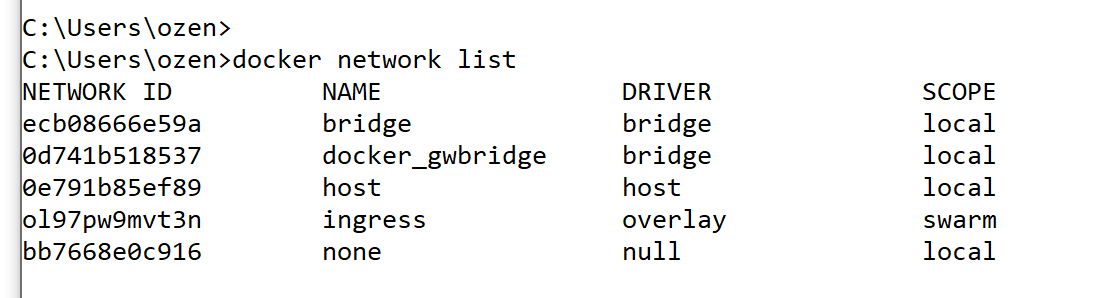 C:\Users\ozen>
C:\Users\ozen>docker network list
NETWORK ID          NAME                DRIVER              SCOPE
ecb08666e59a        bridge              bridge              local
0d741b518537        docker_gwbridge     bridge              local
0e791b85ef89        host                host                local
ol97pw9mvt3n        ingress             overlay             swarm
bb7668e0c916        none                null                local